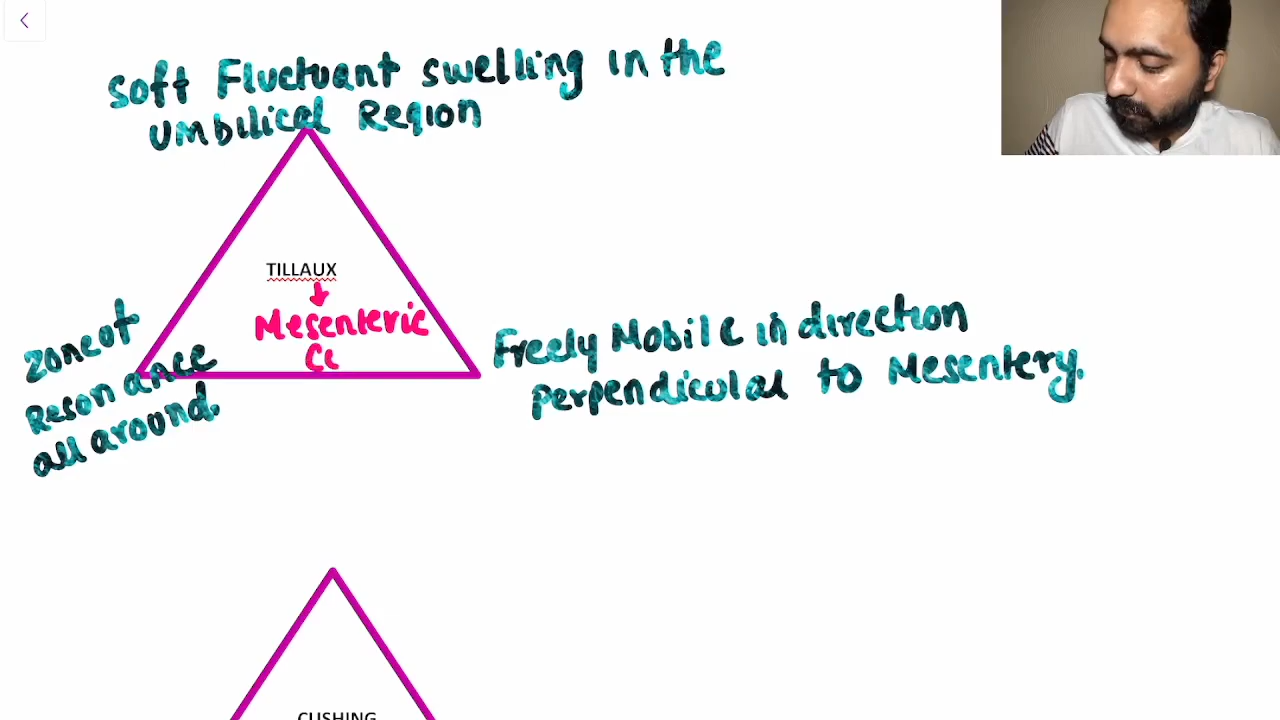 Soft Fluctuant swelling in the
Umbilical Region
TILLAUX
Mesenteric
Zone of
Resonance
all around.
Freely Mobile in direction
perpendicular to Mesentery.
CUSHING